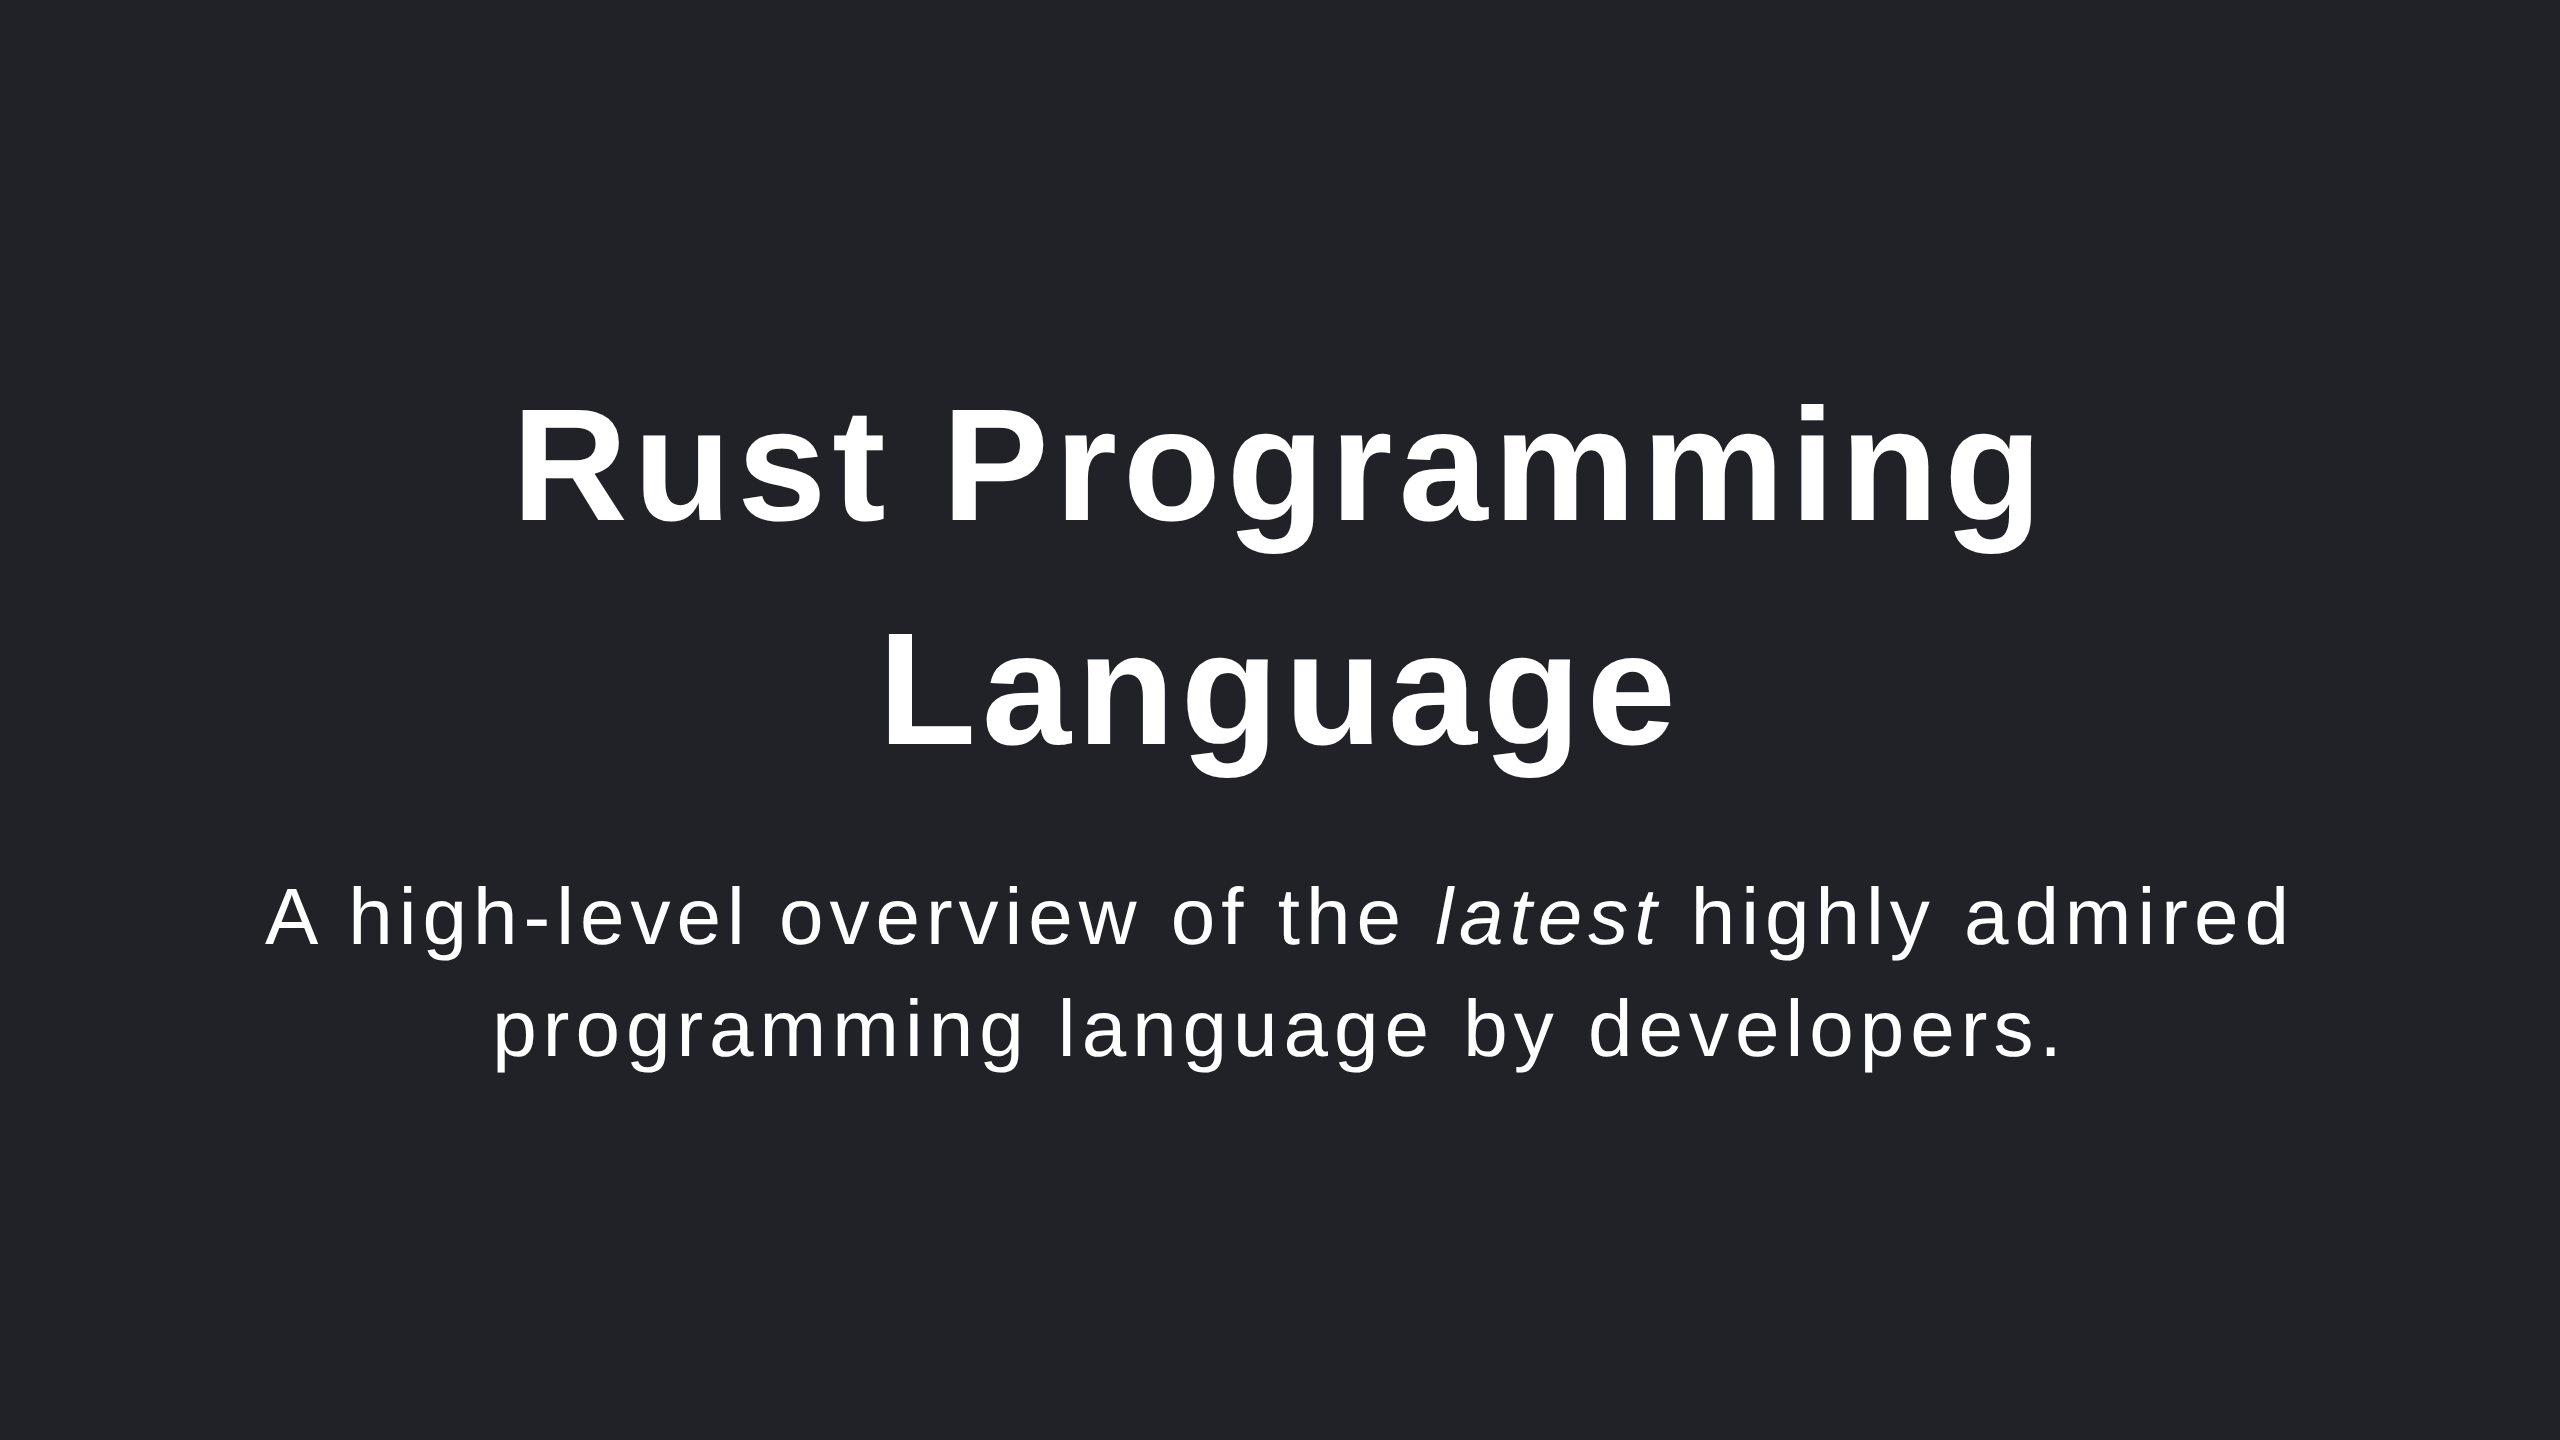 Rust Programming
Language
A high-level overview of the latest highly admired
programming language by developers.